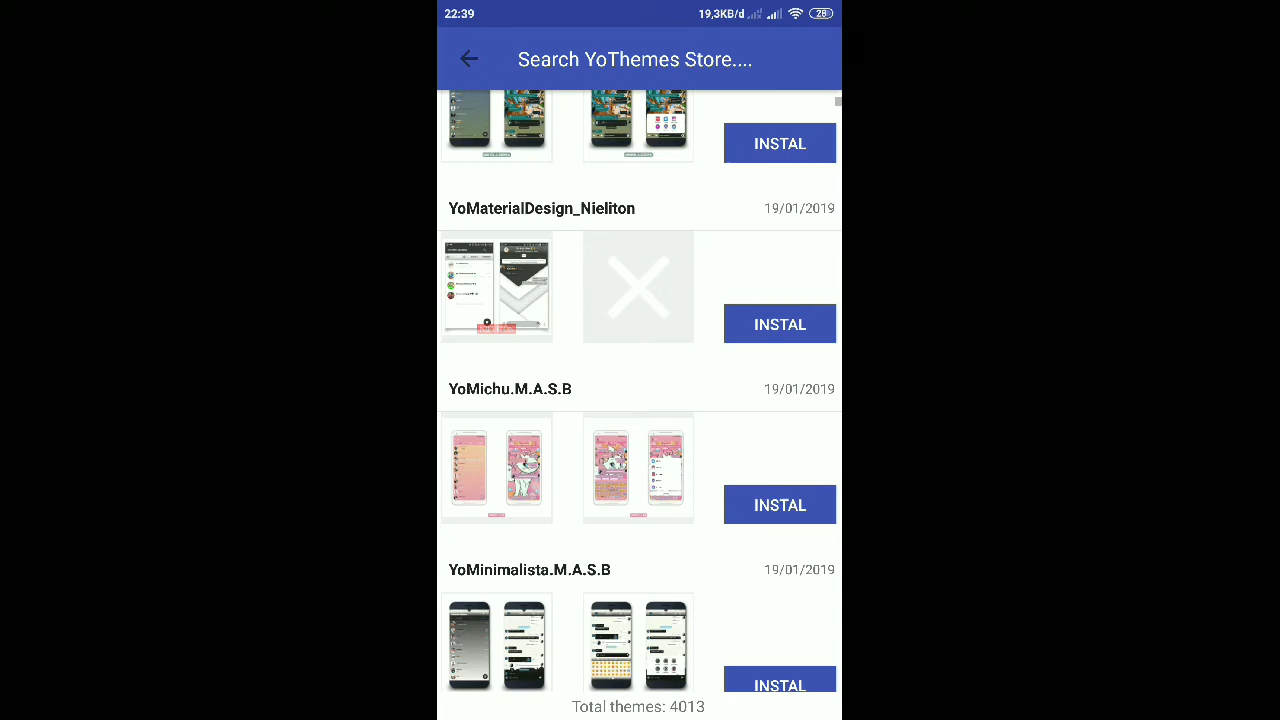 22:39
19,3KB/d
28
Search YoThemes Store....
INSTAL
YoMaterialDesign_Nieliton
19/01/2019
INSTAL
YoMichu.M.A.S.B
19/01/2019
INSTAL
YoMinimalista.M.A.S.B
19/01/2019
INSTAL
Total themes: 4013